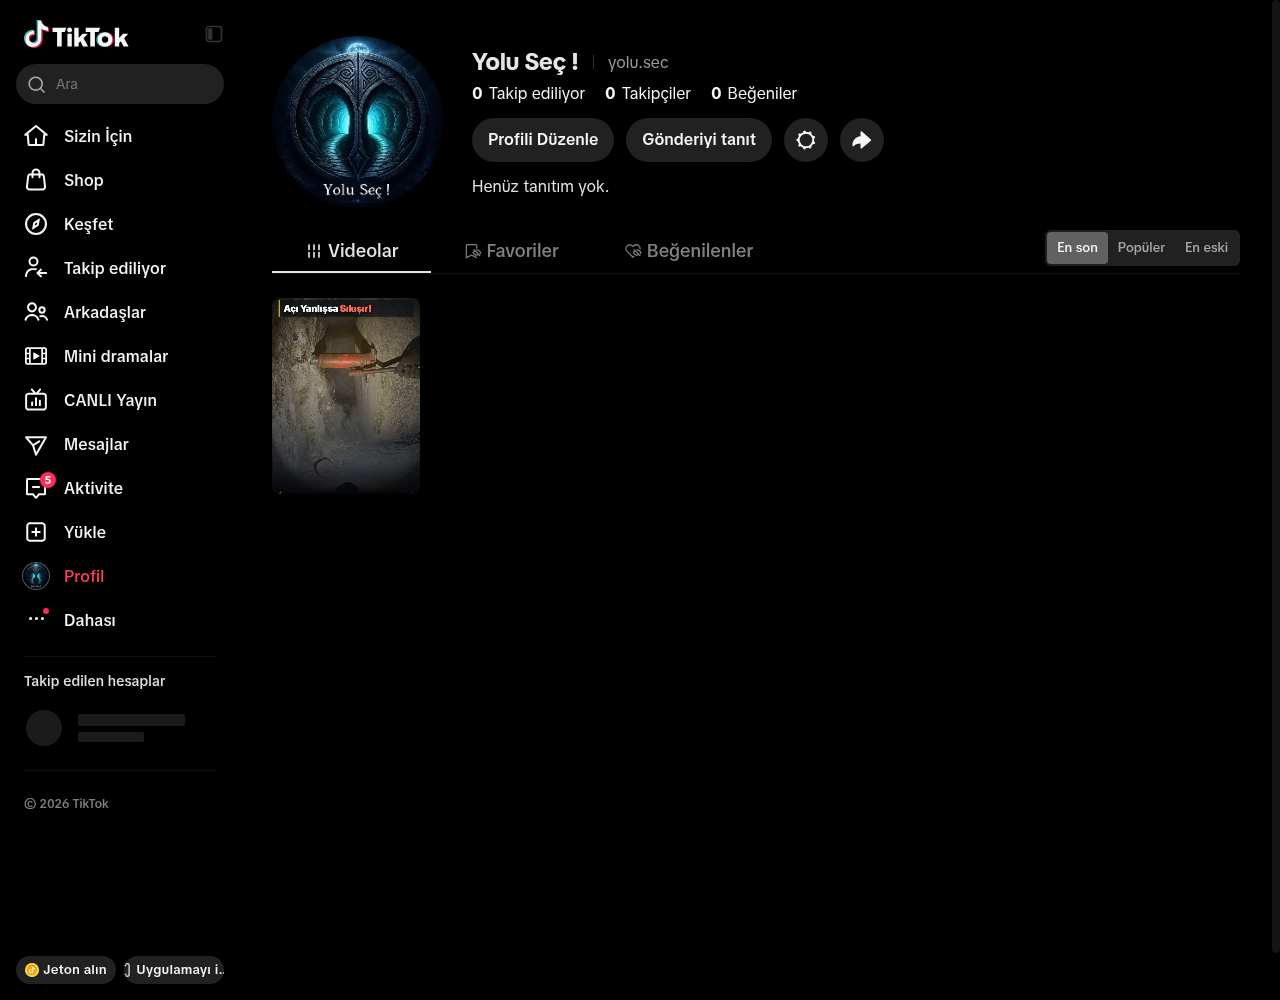 TikTok
Ara
Sizin İçin
Shop
Keşfet
Takip ediliyor
Arkadaşlar
Mini dramalar
CANLI Yayın
Mesajlar
5
Aktivite
Yükle
Profil
Dahası
Takip edilen hesaplar
© 2026 TikTok
Jeton alın
Uygulamayı i…
Yolu Seç !
Yolu Seç ! yolu.sec
0 Takip ediliyor 0 Takipçiler 0 Beğeniler
Profili Düzenle Gönderiyi tanıt
Henüz tanıtım yok.
Videolar Favoriler Beğenilenler
En son Popüler En eski
Açı Yanlışsa Sıkışır!